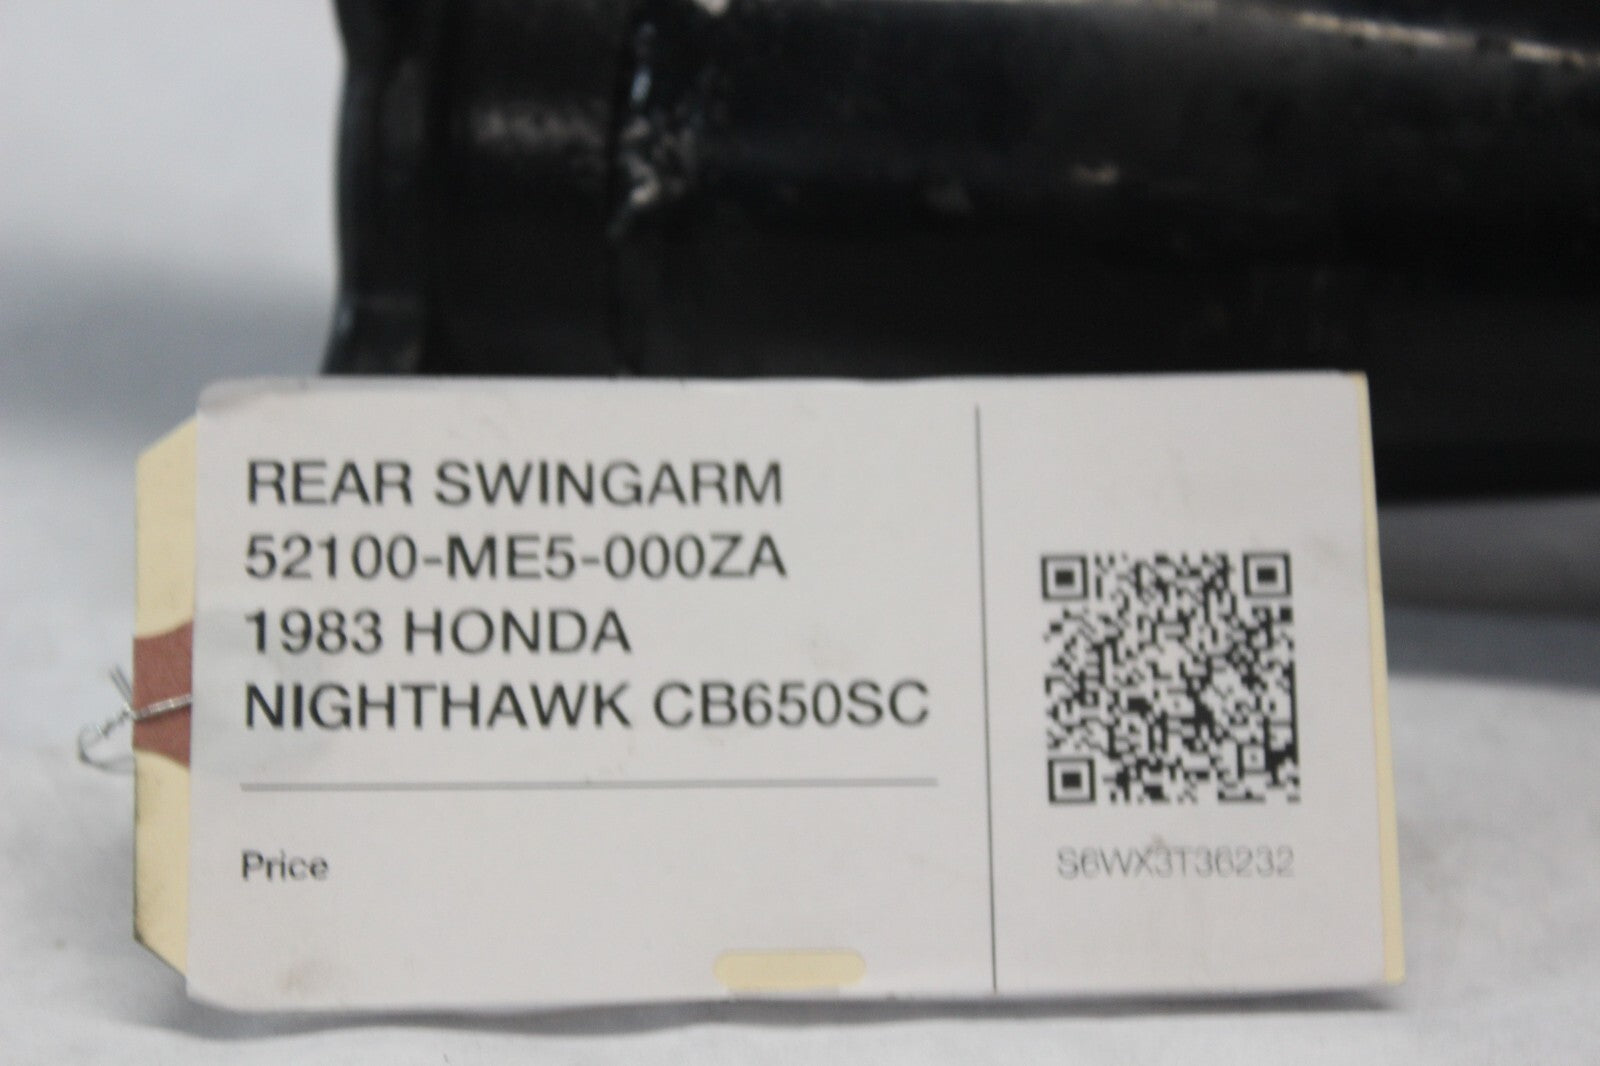 REAR SWINGARM
52100-ME5-000ZA
1983 HONDA
NIGHTHAWK CB650SC
Price
S6WX3T36232